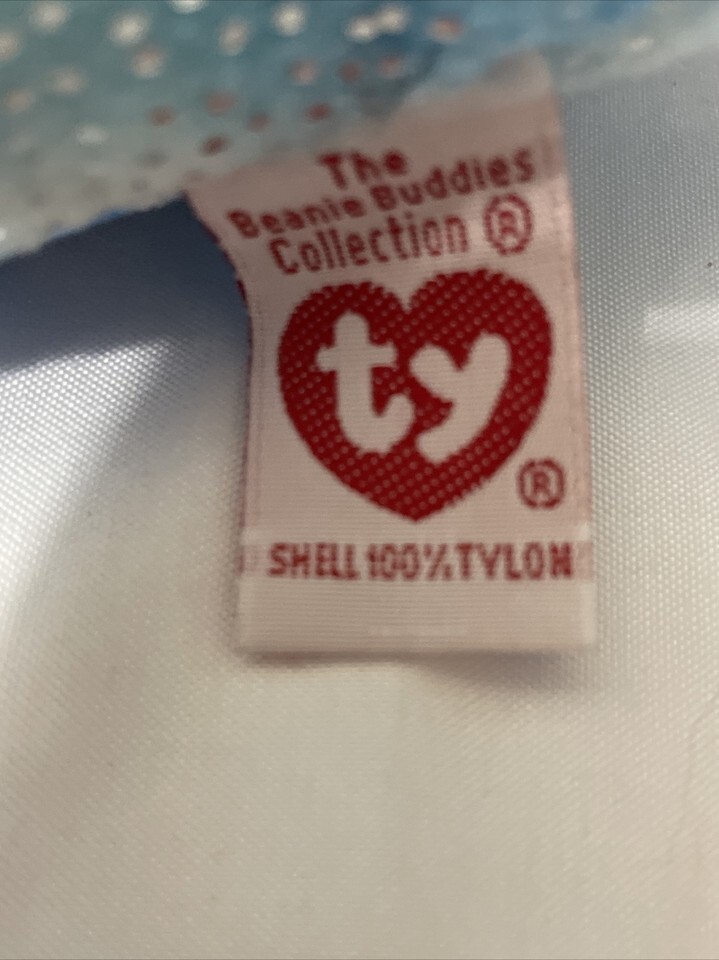 The
Beanie Buddies
Collection ®
ty
®
SHELL 100% TYLON